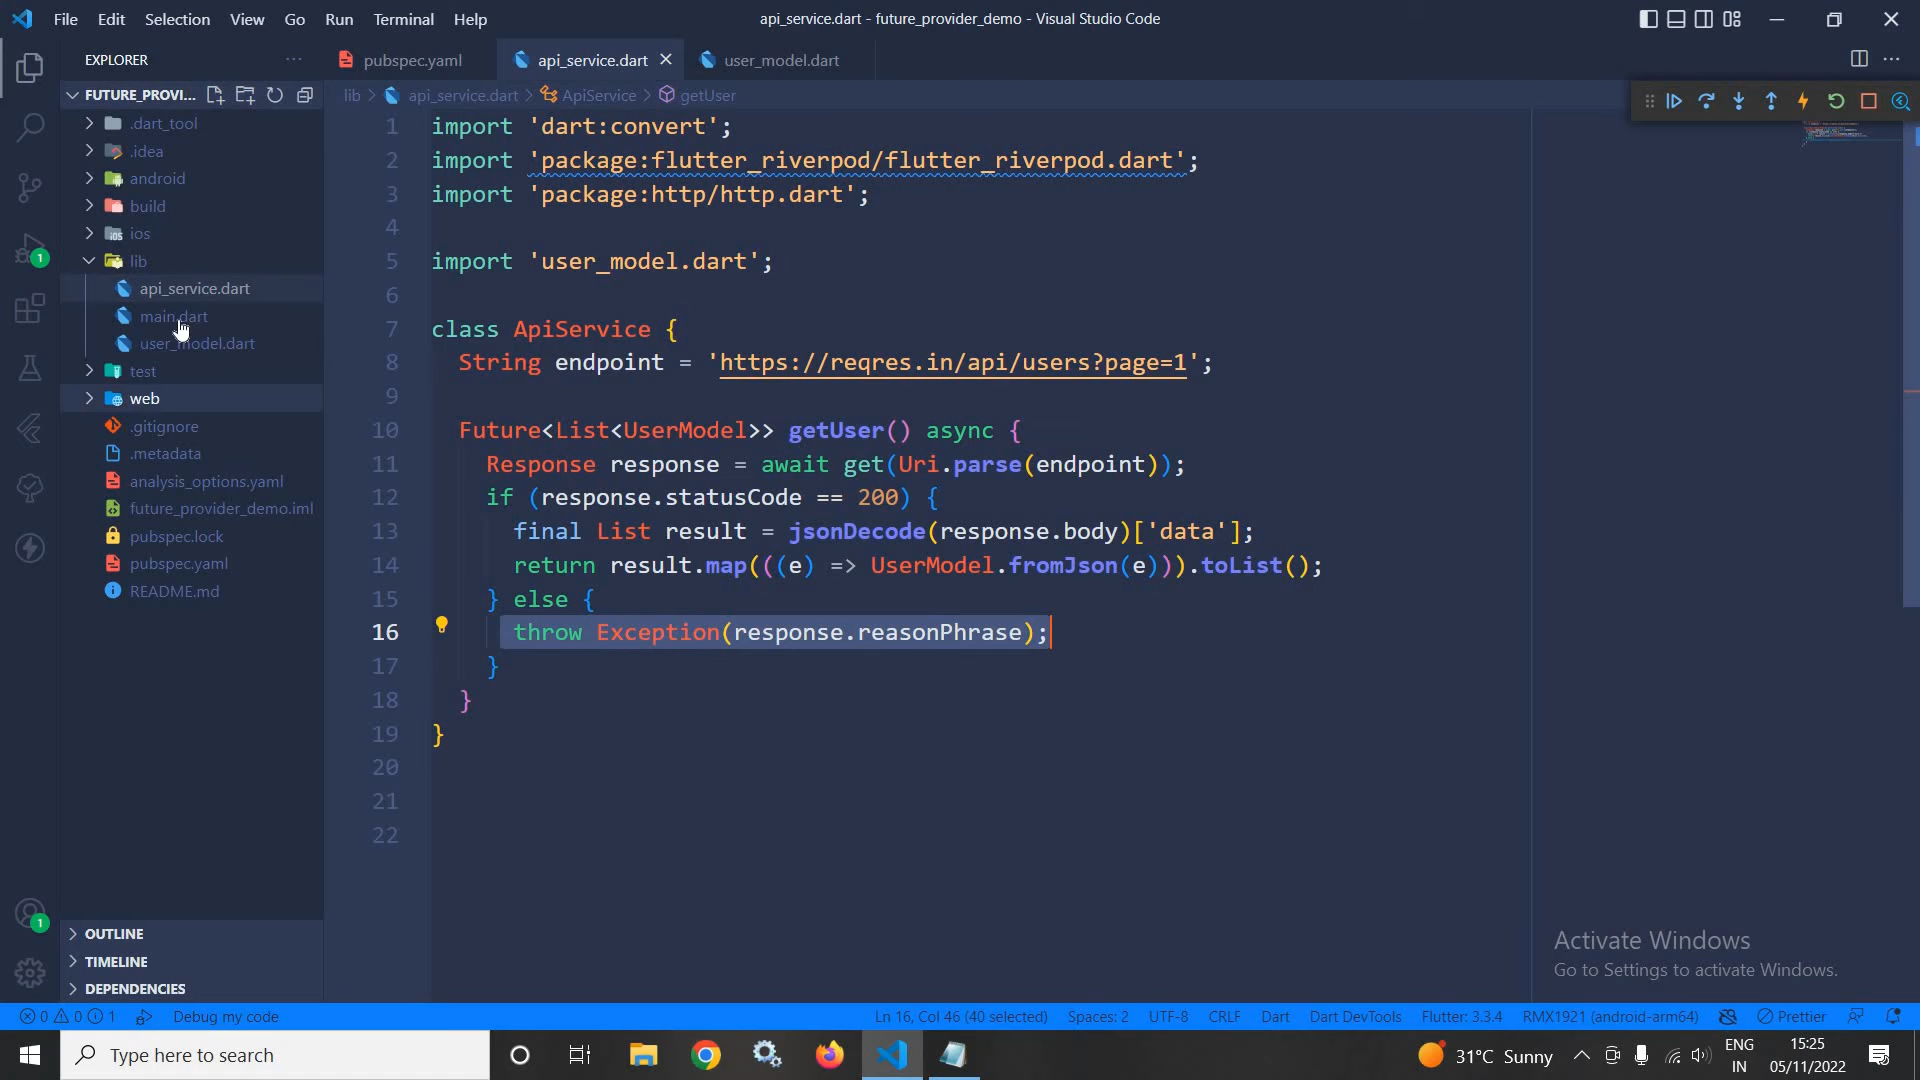 File Edit Selection View Go Run Terminal Help
api_service.dart - future_provider_demo - Visual Studio Code
EXPLORER
FUTURE_PROVI...
.dart_tool
.idea
android
build
ios
lib
api_service.dart
main.dart
user_model.dart
test
web
.gitignore
.metadata
analysis_options.yaml
future_provider_demo.iml
pubspec.lock
pubspec.yaml
README.md
OUTLINE
TIMELINE
DEPENDENCIES
pubspec.yaml
api_service.dart
user_model.dart
lib > api_service.dart > ApiService > getUser
1 import 'dart:convert';
2 import 'package:flutter_riverpod/flutter_riverpod.dart';
3 import 'package:http/http.dart';
4
5 import 'user_model.dart';
6
7 class ApiService {
8 String endpoint = 'https://reqres.in/api/users?page=1';
9
10 Future<List<UserModel>> getUser() async {
11 Response response = await get(Uri.parse(endpoint));
12 if (response.statusCode == 200) {
13 final List result = jsonDecode(response.body)['data'];
14 return result.map(((e) => UserModel.fromJson(e))).toList();
15 } else {
16 throw Exception(response.reasonPhrase);
17 }
18 }
19 }
20
21
22
Activate Windows
Go to Settings to activate Windows.
0 0 1 Debug my code
Ln 16, Col 46 (40 selected) Spaces: 2 UTF-8 CRLF Dart Dart DevTools Flutter: 3.3.4 RMX1921 (android-arm64) Prettier
Type here to search
31°C Sunny
ENG
IN
15:25
05/11/2022
1
1